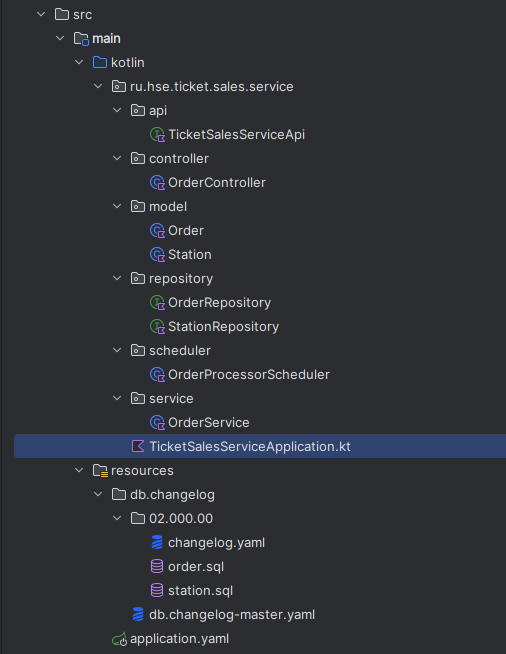 src
main
kotlin
ru.hse.ticket.sales.service
api
TicketSalesServiceApi
controller
OrderController
model
Order
Station
repository
OrderRepository
StationRepository
scheduler
OrderProcessorScheduler
service
OrderService
TicketSalesServiceApplication.kt
resources
db.changelog
02.000.00
changelog.yaml
order.sql
station.sql
db.changelog-master.yaml
application.yaml